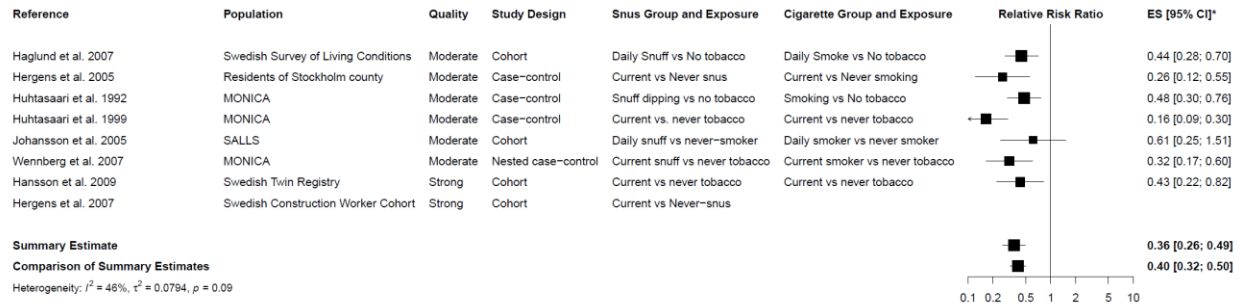 Reference: Population Quality Study Design Snus Group and Exposure Cigarette Group and Exposure Relative Risk Ratio ES [95% CI]*
Haglund et al. 2007 Swedish Survey of Living Conditions Moderate Cohort Daily Snuff vs No tobacco Daily Smoke vs No tobacco 0.44 [0.28; 0.70]
Hergens et al. 2005 Residents of Stockholm county Moderate Case−control Current vs Never snus Current vs Never smoking 0.26 [0.12; 0.55]
Huhtasaari et al. 1992 MONICA Moderate Case−control Snuff dipping vs no tobacco Smoking vs No tobacco 0.48 [0.30; 0.76]
Huhtasaari et al. 1999 MONICA Moderate Case−control Current vs. never tobacco Current vs never tobacco 0.16 [0.09; 0.30]
Johansson et al. 2005 SALLS Moderate Cohort Daily snuff vs never−smoker Daily smoker vs never smoker 0.61 [0.25; 1.51]
Wennberg et al. 2007 MONICA Moderate Nested case−control Current snuff vs never tobacco Current smoker vs never tobacco 0.32 [0.17; 0.60]
Hansson et al. 2009 Swedish Twin Registry Strong Cohort Current vs never tobacco Current vs never tobacco 0.43 [0.22; 0.82]
Hergens et al. 2007 Swedish Construction Worker Cohort Strong Cohort Current vs Never−snus
Summary Estimate 0.36 [0.26; 0.49]
Comparison of Summary Estimates 0.40 [0.32; 0.50]
Heterogeneity: I² = 46%, τ² = 0.0794, p = 0.09
0.1 0.2 0.5 1 2 5 10